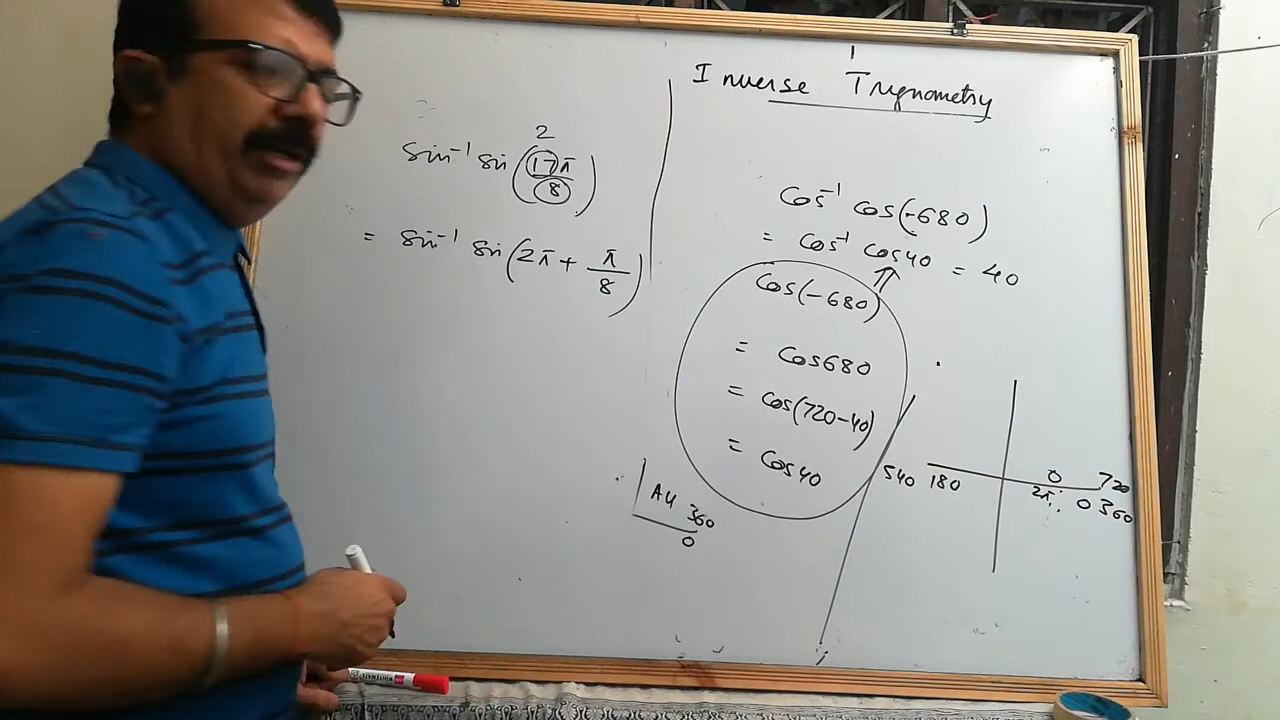 Inverse Trignometry
2
sin⁻¹ sin(17π/8)
= sin⁻¹ sin(2π + π/8)
Cos⁻¹ cos(-680)
= cos⁻¹ cos40 = 40
Cos(-680)
= Cos680
= Cos(720-40)
= Cos40
All 360
0
540 180
0 720
2π 0 360